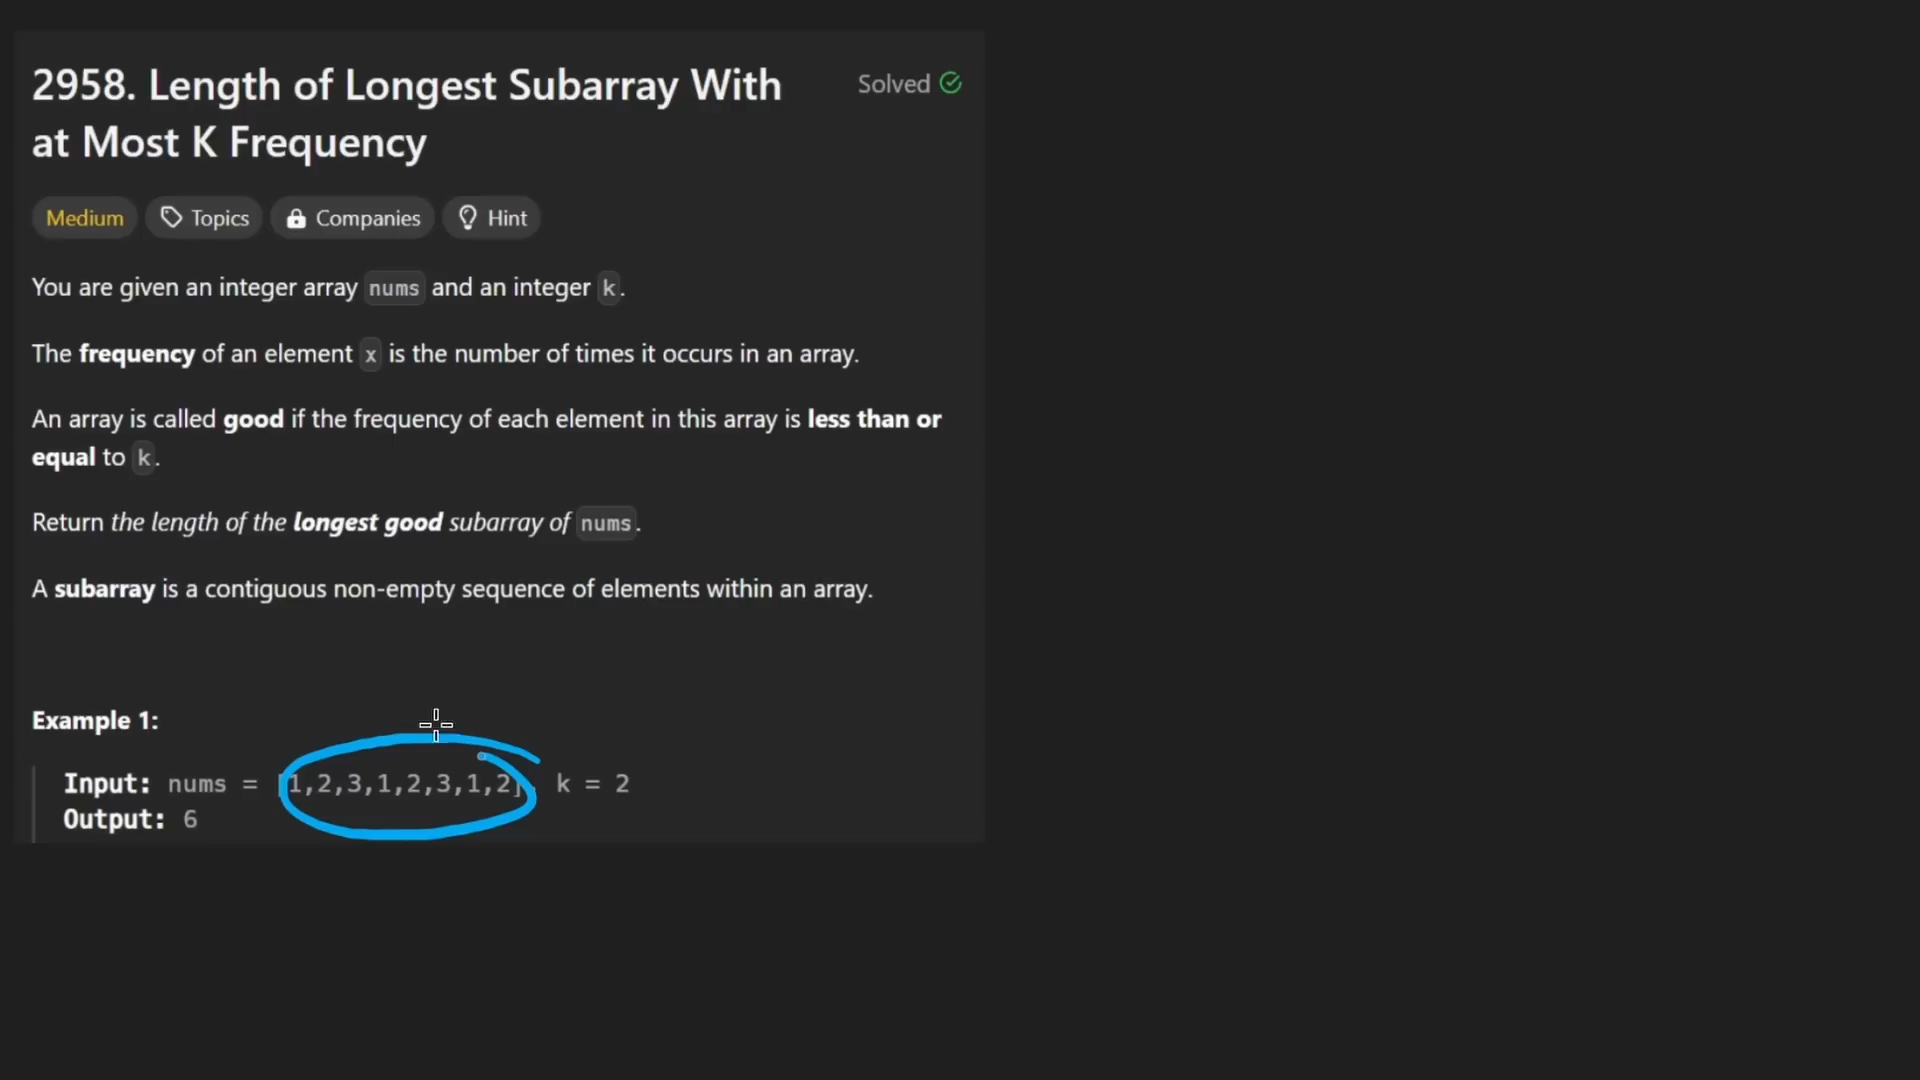 2958. Length of Longest Subarray With
at Most K Frequency
Solved
Medium
Topics
Companies
Hint
You are given an integer array nums and an integer k.
The frequency of an element x is the number of times it occurs in an array.
An array is called good if the frequency of each element in this array is less than or
equal to k.
Return the length of the longest good subarray of nums.
A subarray is a contiguous non-empty sequence of elements within an array.
Example 1:
Input: nums = [1,2,3,1,2,3,1,2], k = 2
Output: 6